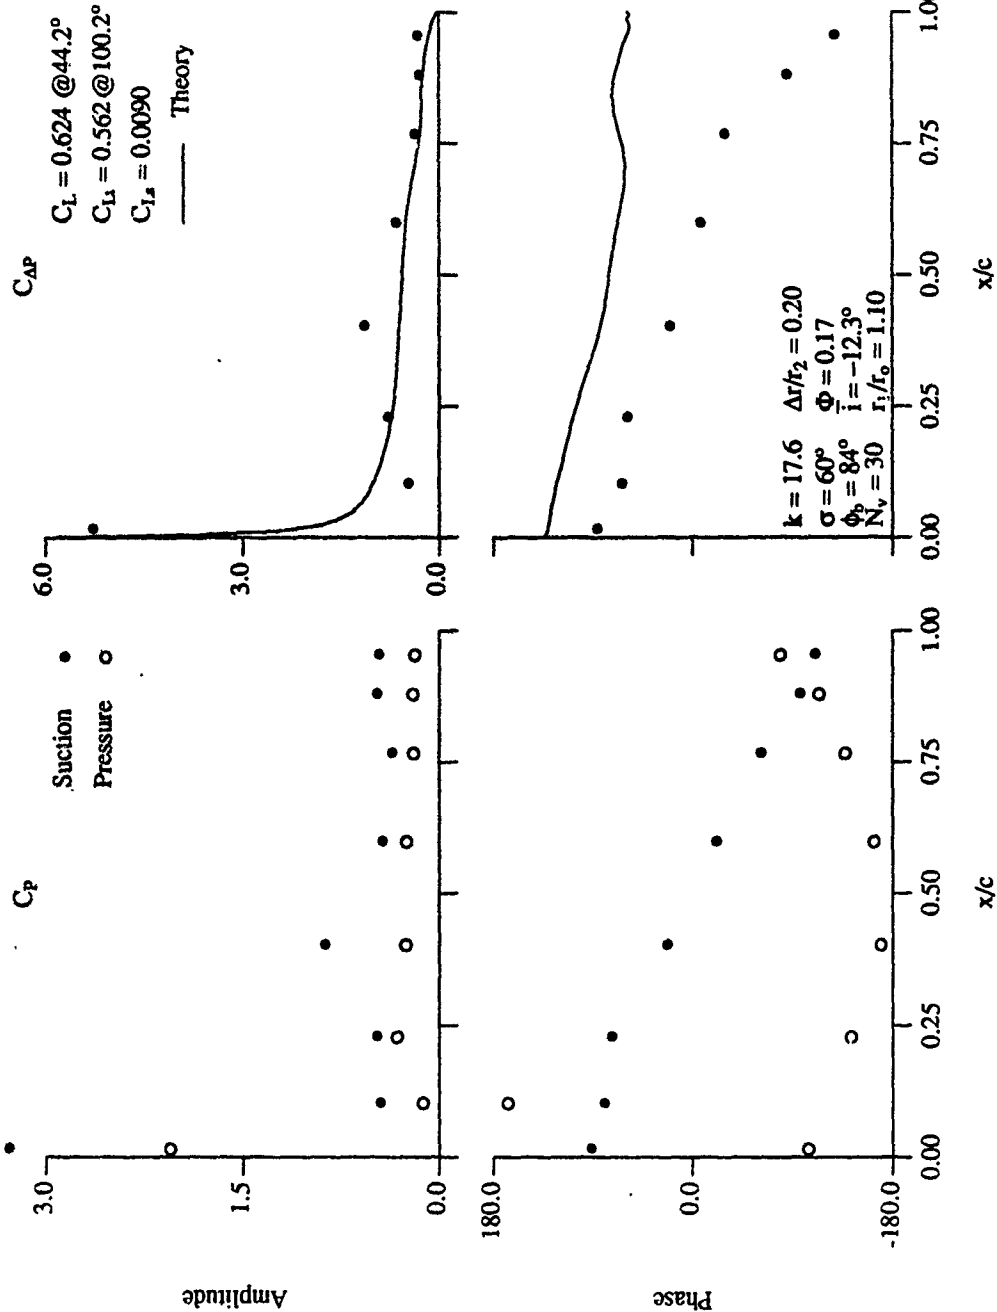 C_P
C_ΔP
Suction ●
Pressure ○
C_L = 0.624 @44.2°
C_L1 = 0.562@100.2°
C_Ls = 0.0090
Theory
Amplitude
3.0
1.5
0.0
6.0
3.0
0.0
Phase
180.0
0.0
-180.0
k = 17.6 Δr/r₂ = 0.20
σ = 60° Φ = 0.17
ϕ_b = 84° i̅ = −12.3°
N_v = 30 r_i/r_o = 1.10
0.00 0.25 0.50 0.75 1.00
0.00 0.25 0.50 0.75 1.0
x/c
x/c